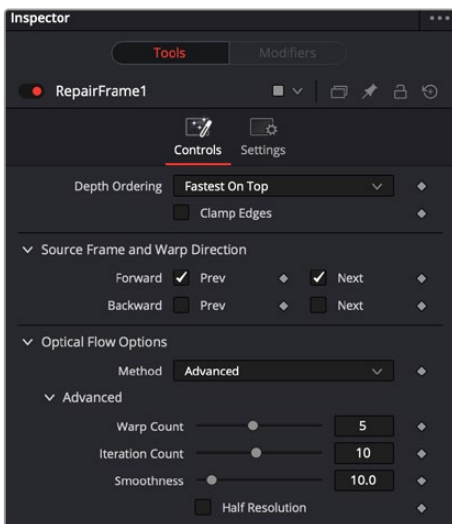 Inspector
Tools Modifiers
RepairFrame1
Controls Settings
Depth Ordering Fastest On Top
Clamp Edges
Source Frame and Warp Direction
Forward Prev Next
Backward Prev Next
Optical Flow Options
Method Advanced
Advanced
Warp Count 5
Iteration Count 10
Smoothness 10.0
Half Resolution